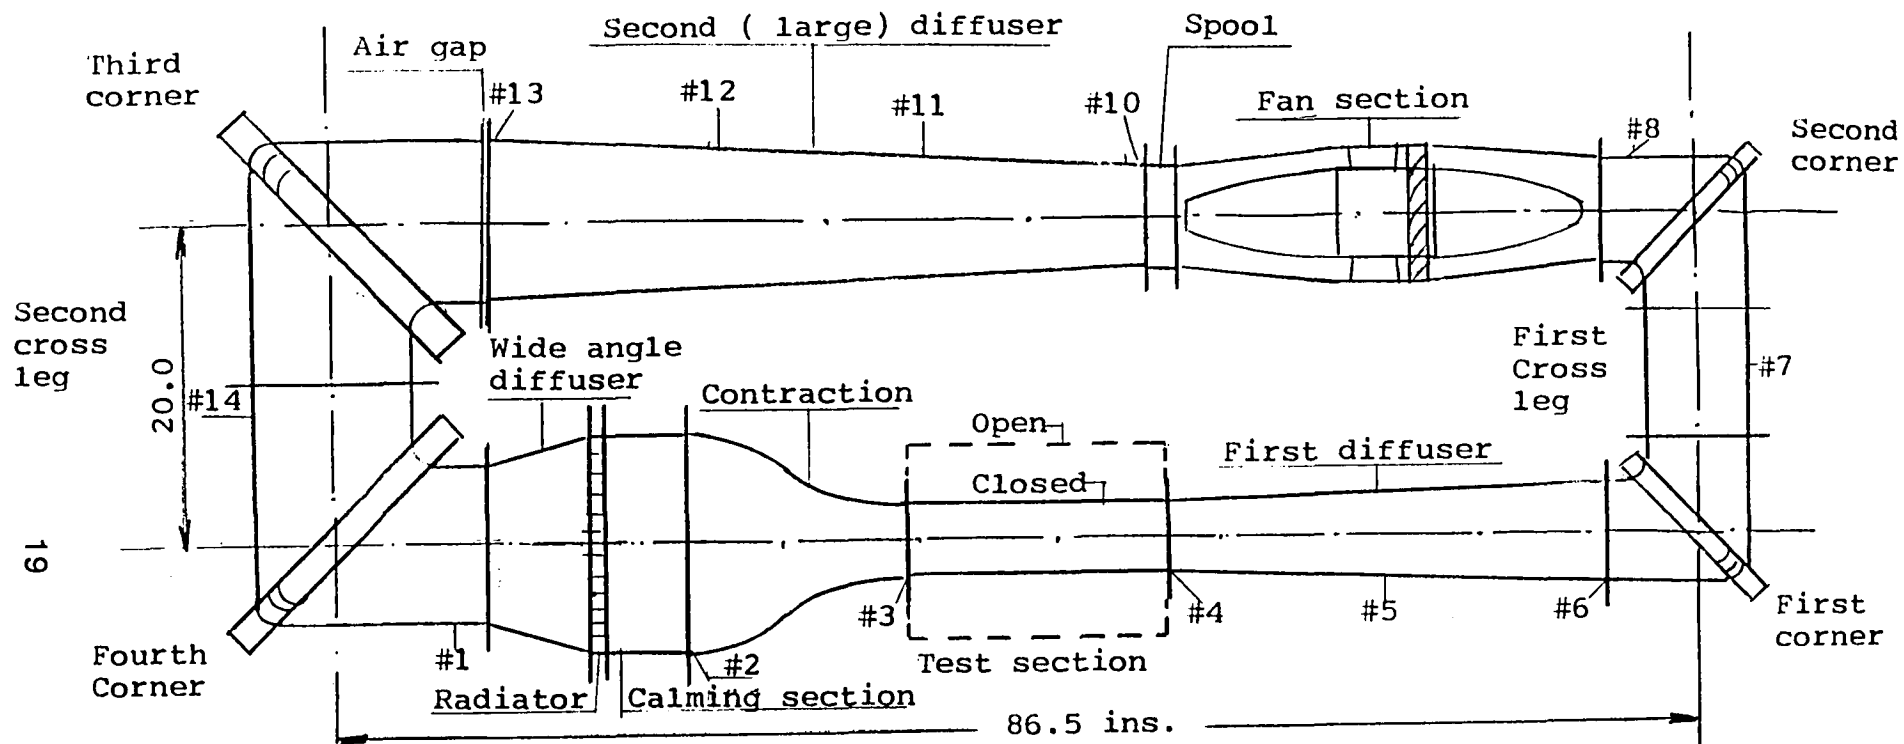 Second ( large) diffuser
Spool
Air gap
Third
corner
#13
#12
#11
#10
Fan section
#8
Second
corner
Second
cross
leg
20.0
#14
Wide angle
diffuser
Contraction
Open
Closed
First diffuser
First
Cross
leg
#7
#3
#4
#5
#6
First
corner
Test section
Fourth
Corner
#1
#2
Radiator
Calming section
86.5 ins.
19